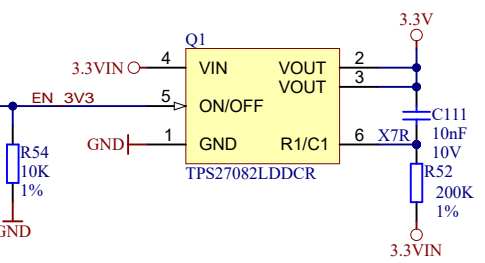 3.3V
Q1
3.3VIN 4 VIN VOUT 2
VOUT 3
EN_3V3 5 ON/OFF
C111
10nF
10V
GND 1 GND R1/C1 6 X7R
R54
10K
1%
TPS27082LDDCR
R52
200K
1%
GND
3.3VIN